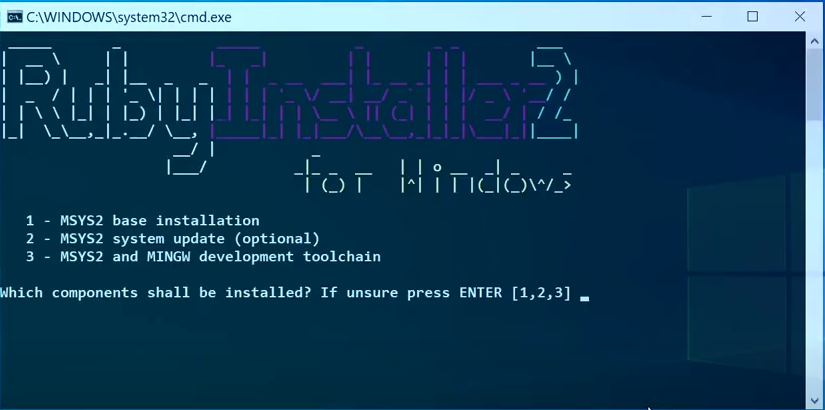 C:\WINDOWS\system32\cmd.exe
RubyInstaller2
for Windows
1 - MSYS2 base installation
2 - MSYS2 system update (optional)
3 - MSYS2 and MINGW development toolchain
Which components shall be installed? If unsure press ENTER [1,2,3]